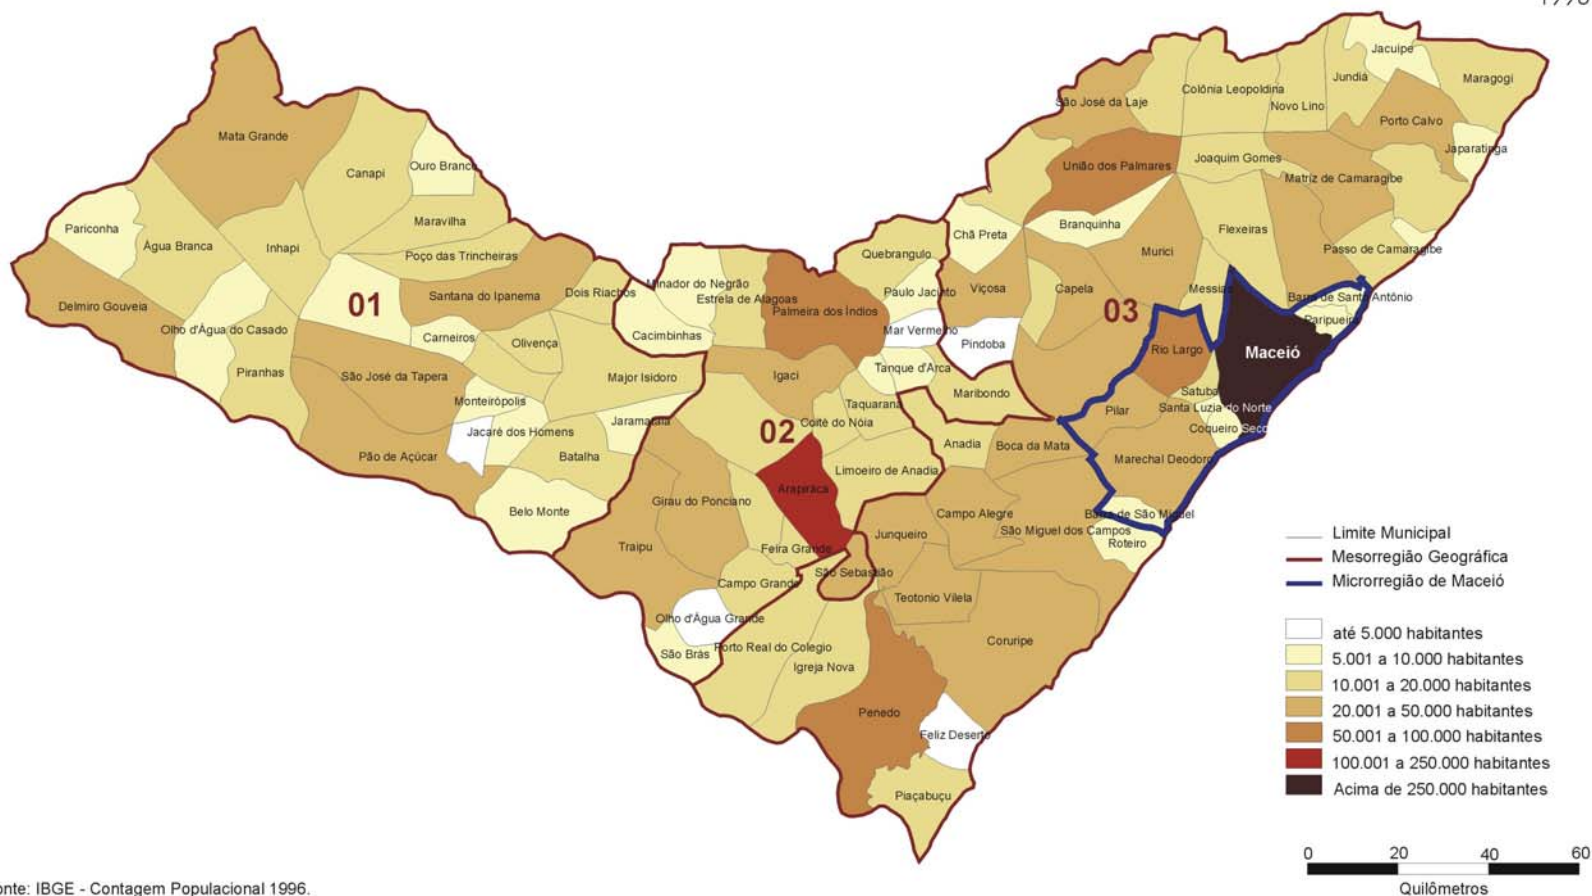 Jacuípe
Jundiá
Maragogi
Colônia Leopoldina
São José da Laje
Novo Lino
Porto Calvo
Mata Grande
Japaratinga
União dos Palmares
Joaquim Gomes
Ouro Branco
Canapi
Matriz de Camaragibe
Maravilha
Branquinha
Pariconha
Flexeiras
Chã Preta
Água Branca
Inhapi
Murici
Passo de Camaragibe
Poço das Trincheiras
Quebrangulo
Minador do Negrão
Viçosa
Capela
Messias
Paulo Jacinto
Dois Riachos
Santana do Ipanema
Barra de Santo Antônio
Estrela de Alagoas
Delmiro Gouveia
01
03
Palmeira dos Índios
Paripueira
Olho d'Água do Casado
Mar Vermelho
Cacimbinhas
Carneiros
Olivença
Pindoba
Rio Largo
Maceió
Tanque d'Arca
Piranhas
São José da Tapera
Major Isidoro
Igaci
Satuba
Maribondo
Monteirópolis
Taquarana
Santa Luzia do Norte
Pilar
Jaramataia
Coité do Nóia
Jacaré dos Homens
02
Coqueiro Seco
Anadia
Boca da Mata
Pão de Açúcar
Batalha
Marechal Deodoro
Limoeiro de Anadia
Arapiraca
Girau do Ponciano
Belo Monte
Campo Alegre
Barra de São Miguel
São Miguel dos Campos
Junqueiro
Roteiro
Traipu
Feira Grande
São Sebastião
Campo Grande
Teotonio Vilela
Olho d'Água Grande
Coruripe
Porto Real do Colegio
São Brás
Igreja Nova
Penedo
Feliz Deserto
Piaçabuçu
Limite Municipal
Mesorregião Geográfica
Microrregião de Maceió
até 5.000 habitantes
5.001 a 10.000 habitantes
10.001 a 20.000 habitantes
20.001 a 50.000 habitantes
50.001 a 100.000 habitantes
100.001 a 250.000 habitantes
Acima de 250.000 habitantes
0 20 40 60
Quilômetros
onte: IBGE - Contagem Populacional 1996.